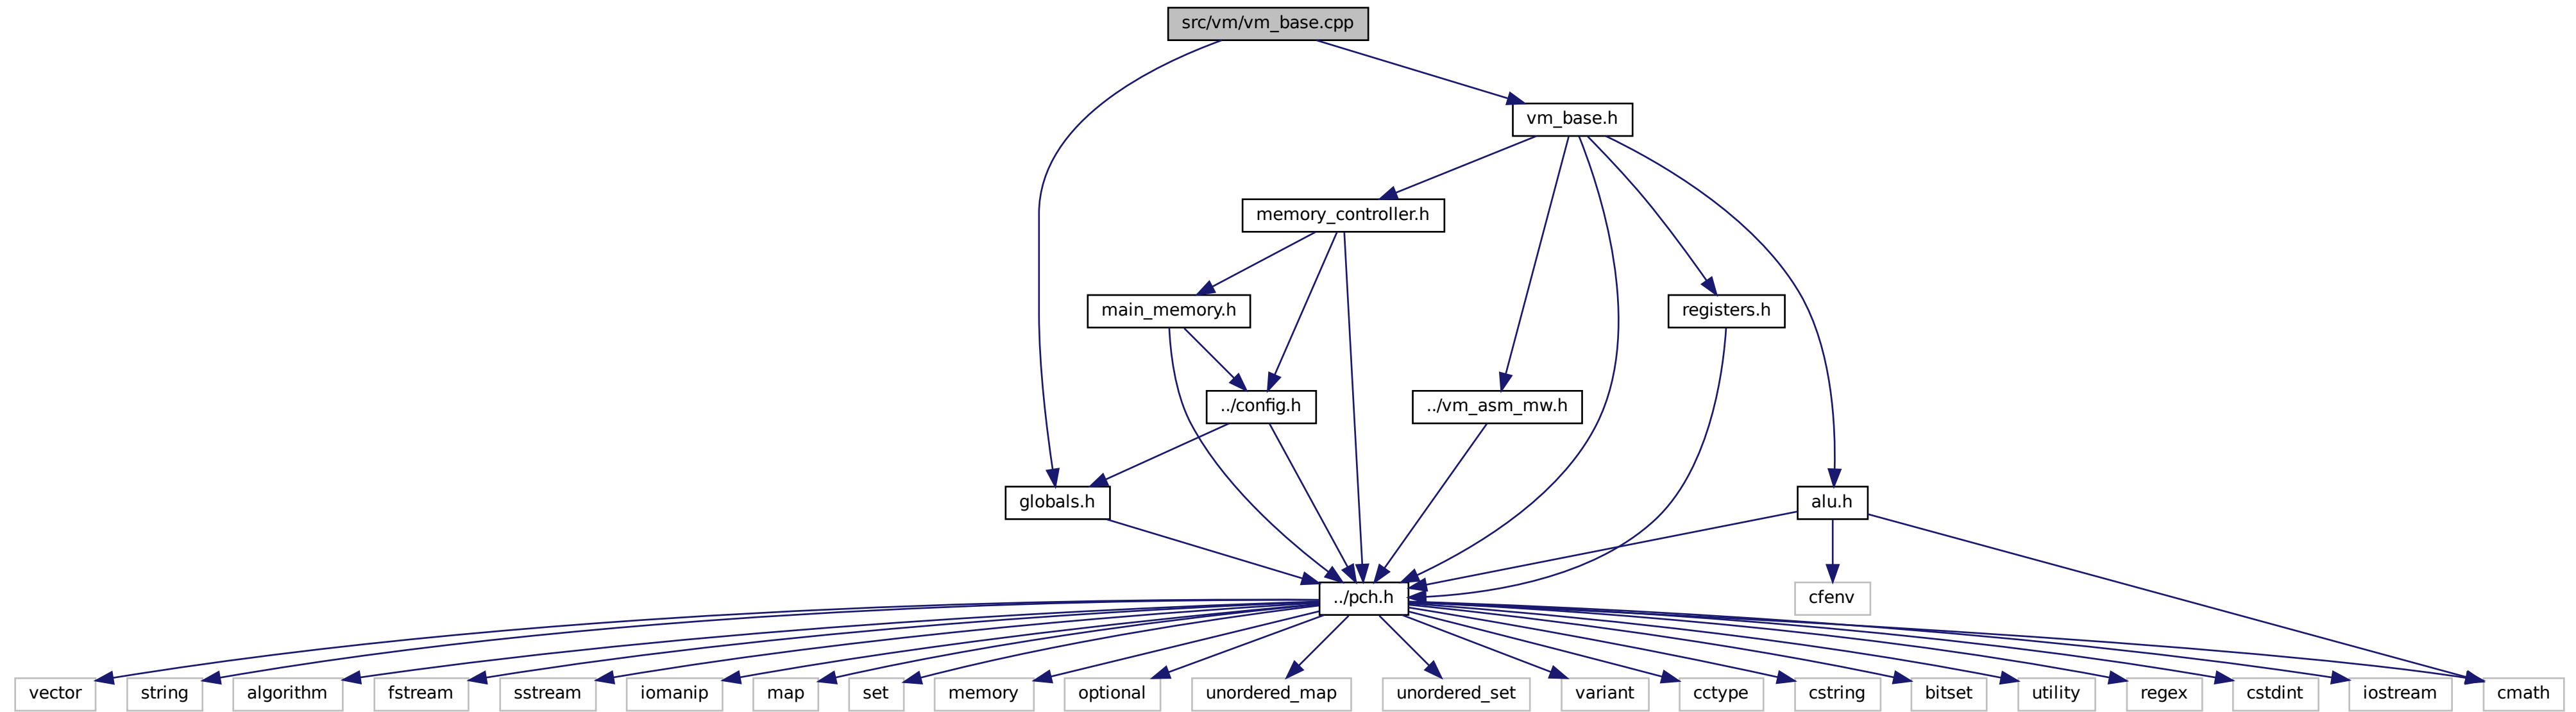 src/vm/vm_base.cpp
vm_base.h
memory_controller.h
main_memory.h
registers.h
../config.h
../vm_asm_mw.h
globals.h
alu.h
../pch.h
cfenv
vector
string
algorithm
fstream
sstream
iomanip
map
set
memory
optional
unordered_map
unordered_set
variant
cctype
cstring
bitset
utility
regex
cstdint
iostream
cmath